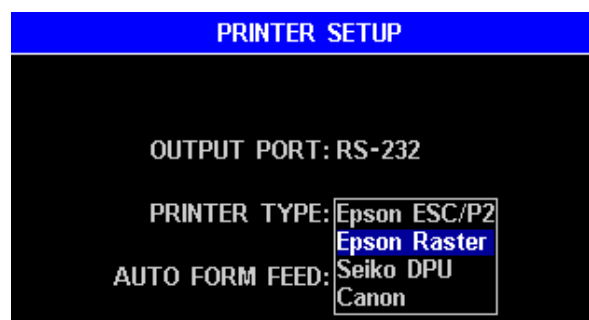 PRINTER SETUP
OUTPUT PORT: RS-232
PRINTER TYPE: Epson ESC/P2
Epson Raster
AUTO FORM FEED: Seiko DPU
Canon